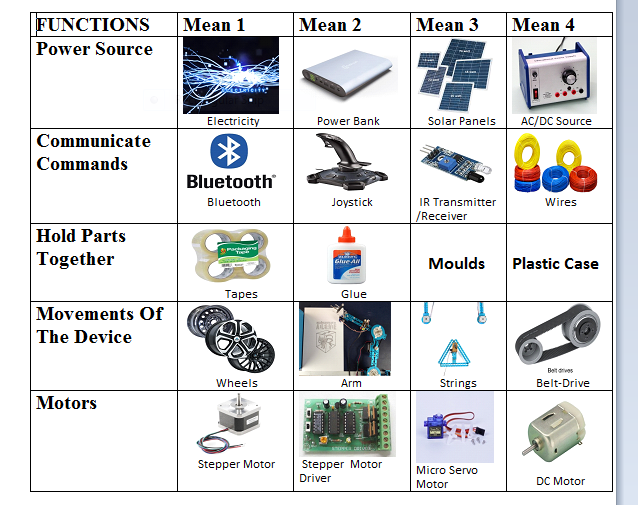 FUNCTIONS Mean 1 Mean 2 Mean 3 Mean 4
Power Source
ELECTRICITY
Electricity
Power Bank
Solar Panels
AC/DC Source
Communicate
Commands
Bluetooth
Bluetooth
Joystick
IR Transmitter
/Receiver
Wires
Hold Parts
Together
Packaging
Tape
Tapes
Glue All
Glue
Moulds
Plastic Case
Movements Of
The Device
Wheels
Arm
Strings
Belt drives
Belt-Drive
Motors
Stepper Motor
STEPPER DRIVER
Stepper Motor
Driver
Micro Servo
Motor
DC Motor